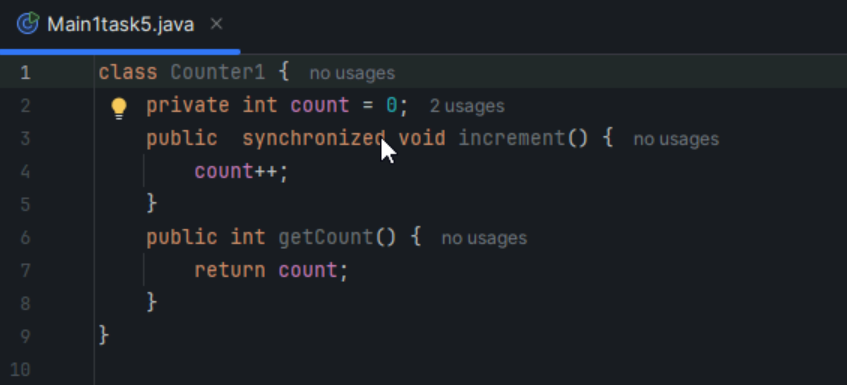 Main1task5.java ×
1 class Counter1 { no usages
2 private int count = 0; 2 usages
3 public  synchronized void increment() { no usages
4 count++;
5 }
6 public int getCount() { no usages
7 return count;
8 }
9 }
10